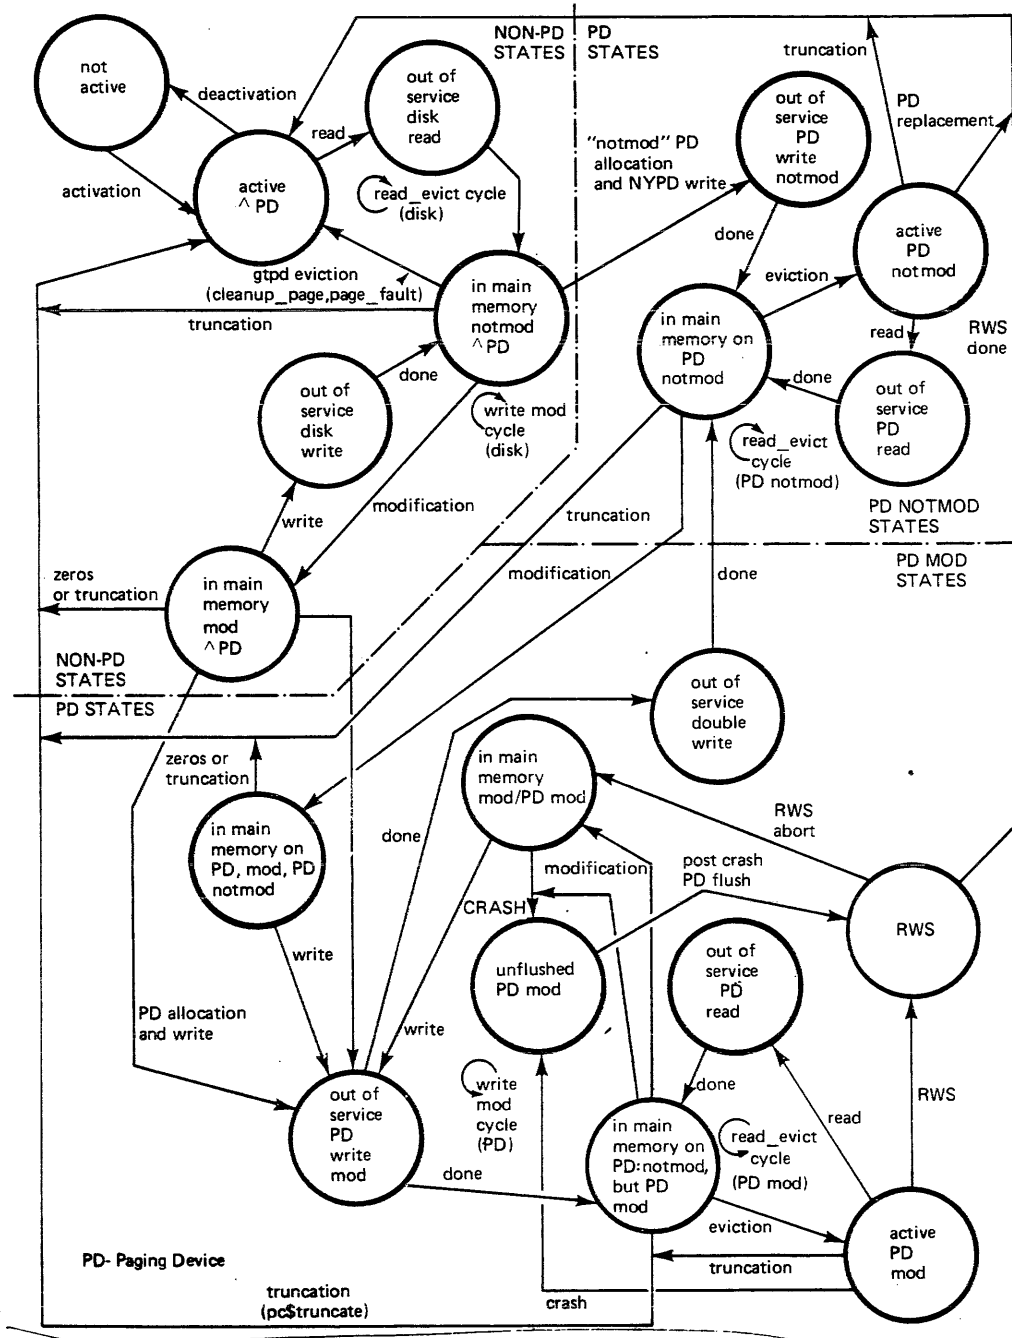 NON-PD
STATES
PD
STATES
not
active
deactivation
activation
active
^ PD
read
out of
service
disk
read
read_evict cycle
(disk)
truncation
PD
replacement
out of
service
PD
write
notmod
"notmod" PD
allocation
and NYPD write
done
active
PD
notmod
eviction
gtpd eviction
(cleanup_page,page_fault)
truncation
in main
memory
notmod
^ PD
in main
memory on
PD
notmod
read
RWS
done
done
done
out of
service
PD
read
read_evict
cycle
(PD notmod)
out of
service
disk
write
write mod
cycle
(disk)
write
modification
truncation
PD NOTMOD
STATES
modification
done
PD MOD
STATES
zeros
or truncation
in main
memory
mod
^ PD
NON-PD
STATES
PD STATES
out of
service
double
write
zeros or
truncation
in main
memory
mod/PD mod
RWS
abort
in main
memory on
PD, mod, PD
notmod
done
modification
post crash
PD flush
CRASH
RWS
write
unflushed
PD mod
out of
service
PD
read
PD allocation
and write
write
write
mod
cycle
(PD)
done
RWS
out of
service
PD
write
mod
in main
memory on
PD:notmod,
but PD
mod
read_evict
cycle
(PD mod)
read
done
eviction
active
PD
mod
PD- Paging Device
truncation
truncation
(pc$truncate)
crash